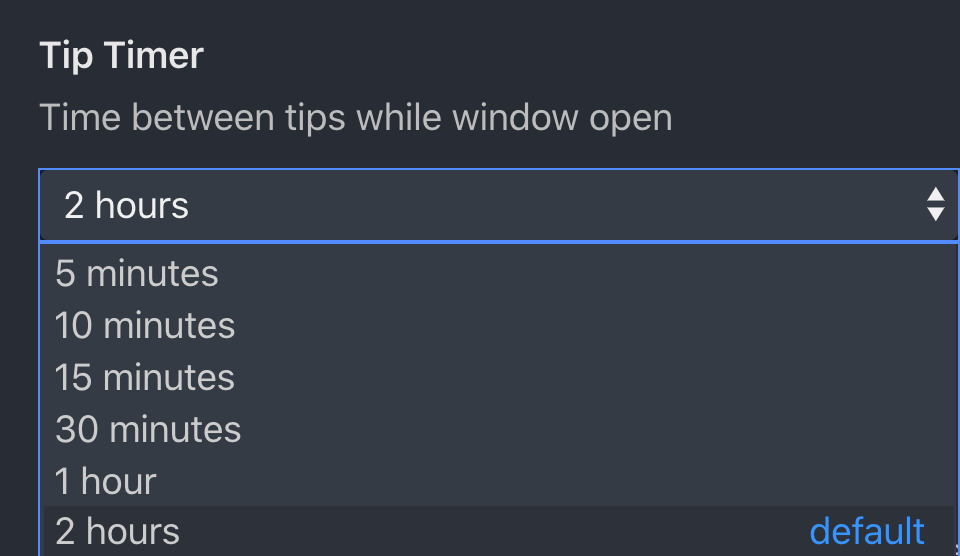 Tip Timer
Time between tips while window open
2 hours
5 minutes
10 minutes
15 minutes
30 minutes
1 hour
2 hours default